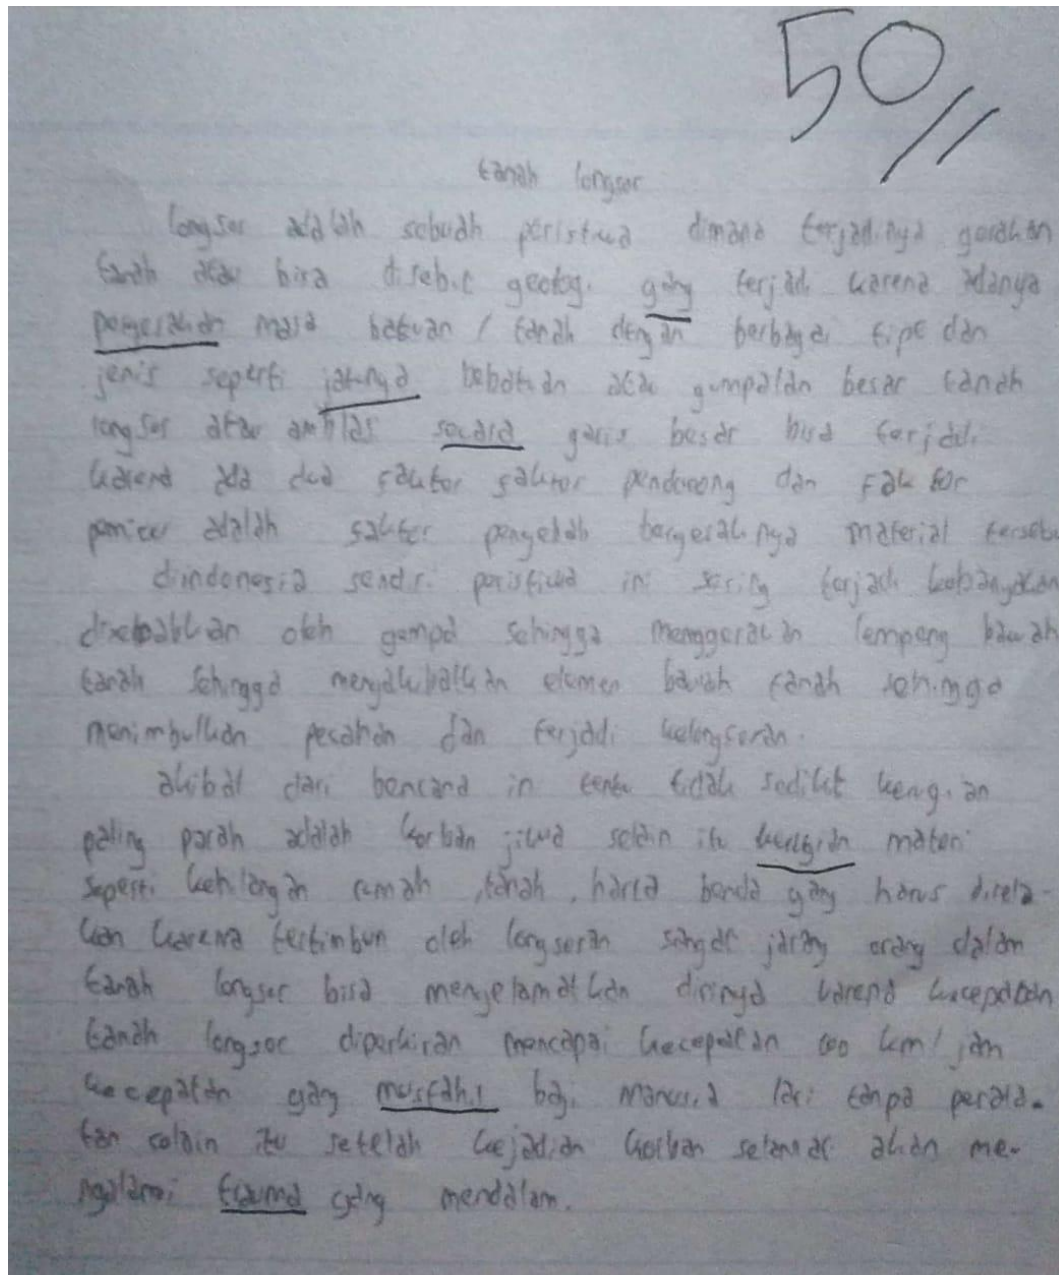 50
tanah longsor
longsor adalah sebuah peristiwa dimana terjadinya gerakan
tanah atau bisa disebut geologi yang terjadi karena adanya
pergerakan masa batuan / tanah dengan berbagai tipe dan
jenis seperti jatunya bebatuan atau gumpalan besar tanah
longsor atau amblas secara garis besar bisa terjadi
karena ada dua faktor faktor pendorong dan faktor
pemicu adalah faktor penyebab bergeraknya material tersebu
diindonesia sendiri peristiwa ini sering terjadi kebanyakan
disebabkan oleh gempa sehingga menggerakan lempeng bawah
tanah sehingga mengakibatkan elemen bawah tanah sehingga
menimbulkan pecahan dan terjadi kelongsoran.
akibat dari bencana ini tentu tidak sedikit kerugian
paling parah adalah korban jiwa selain itu kerugian materi
seperti kehilangan rumah, tanah, harta benda yang harus direla-
kan karena tertimbun oleh longsoran sangat jarang orang dalam
tanah longsor bisa menyelamatkan dirinya karena kecepatan
tanah longsor diperkiran mencapai kecepatan km/jam
kecepatan yang mustahil bagi manusia lari tanpa perala-
tan selain itu setelah kejadian korban selamat akan me-
ngalami trauma yang mendalam.